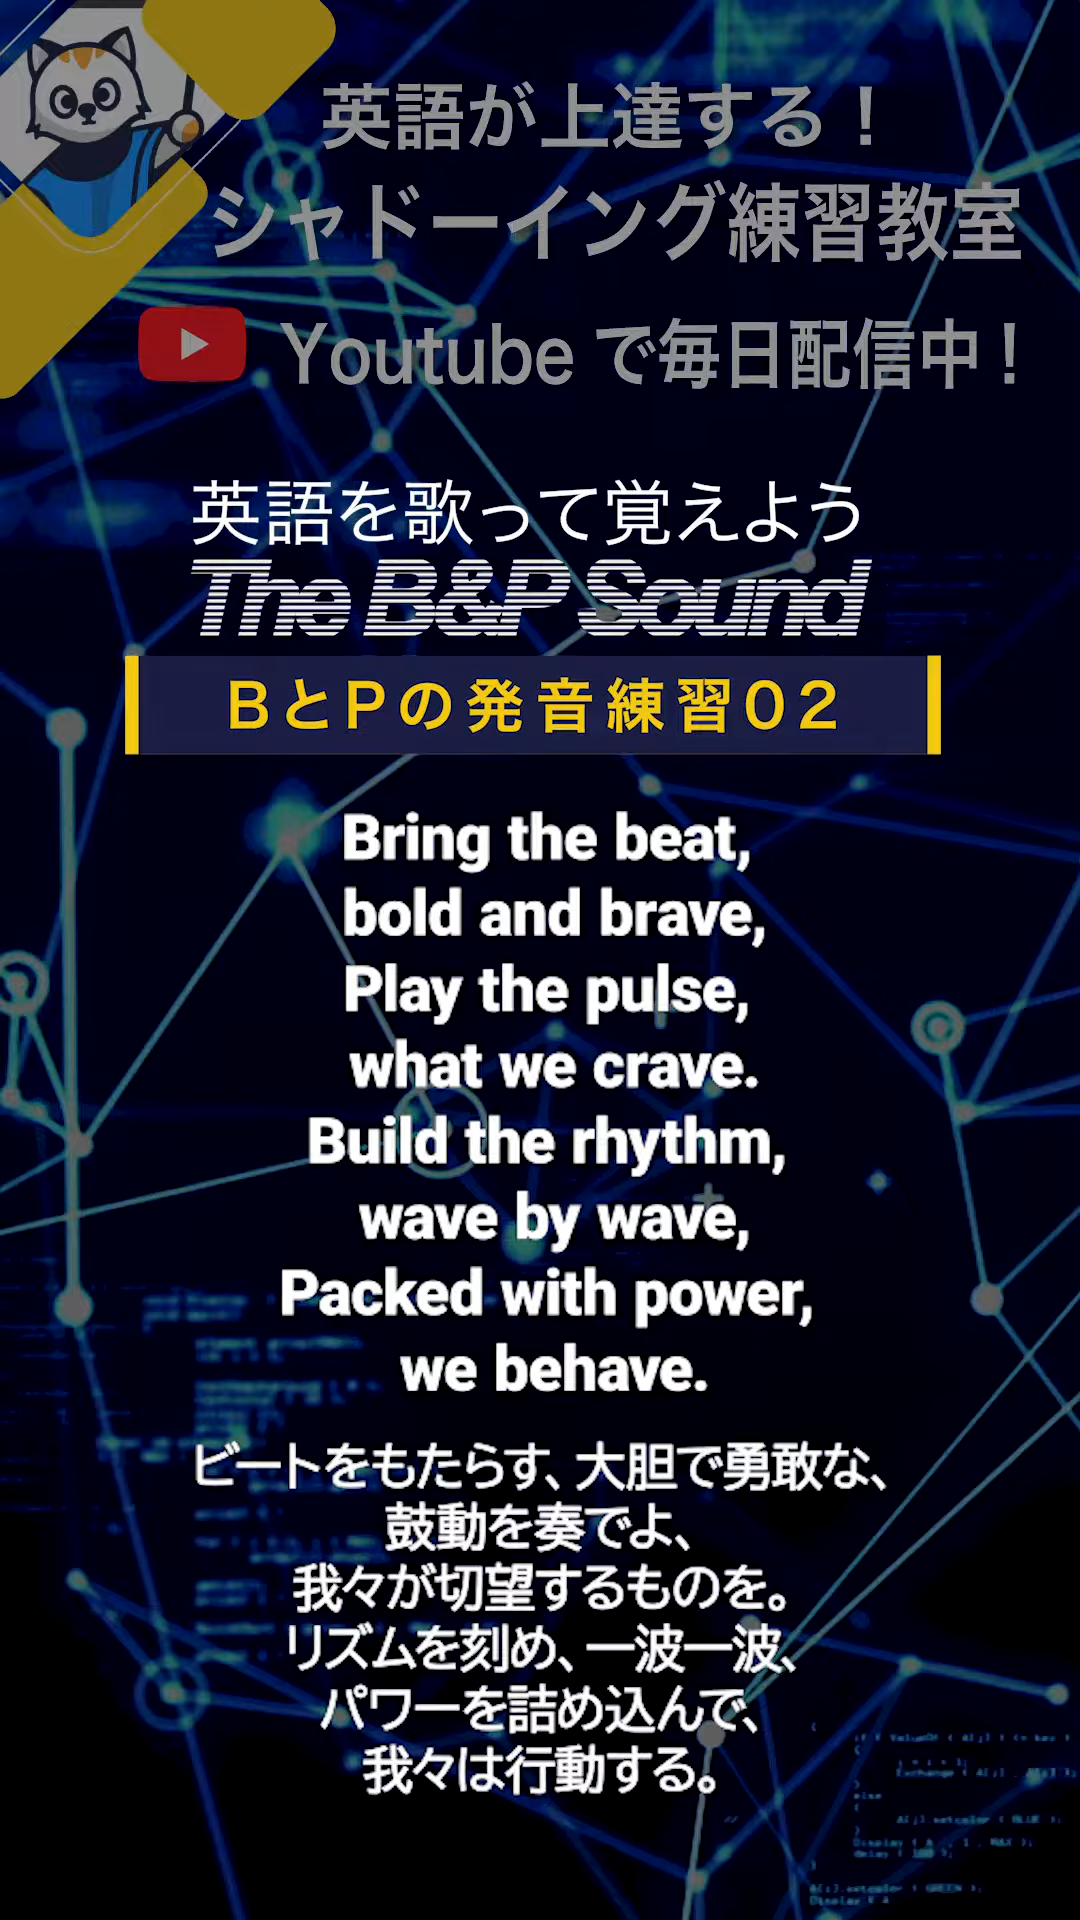 英語が上達する！
シャドーイング練習教室
Youtube で毎日配信中！
英語を歌って覚えよう
The B&P Sound
BとPの発音練習02
Bring the beat,
bold and brave,
Play the pulse,
what we crave.
Build the rhythm,
wave by wave,
Packed with power,
we behave.
ビートをもたらす、大胆で勇敢な、
鼓動を奏でよ、
我々が切望するものを。
リズムを刻め、一波一波、
パワーを詰め込んで、
我々は行動する。
else